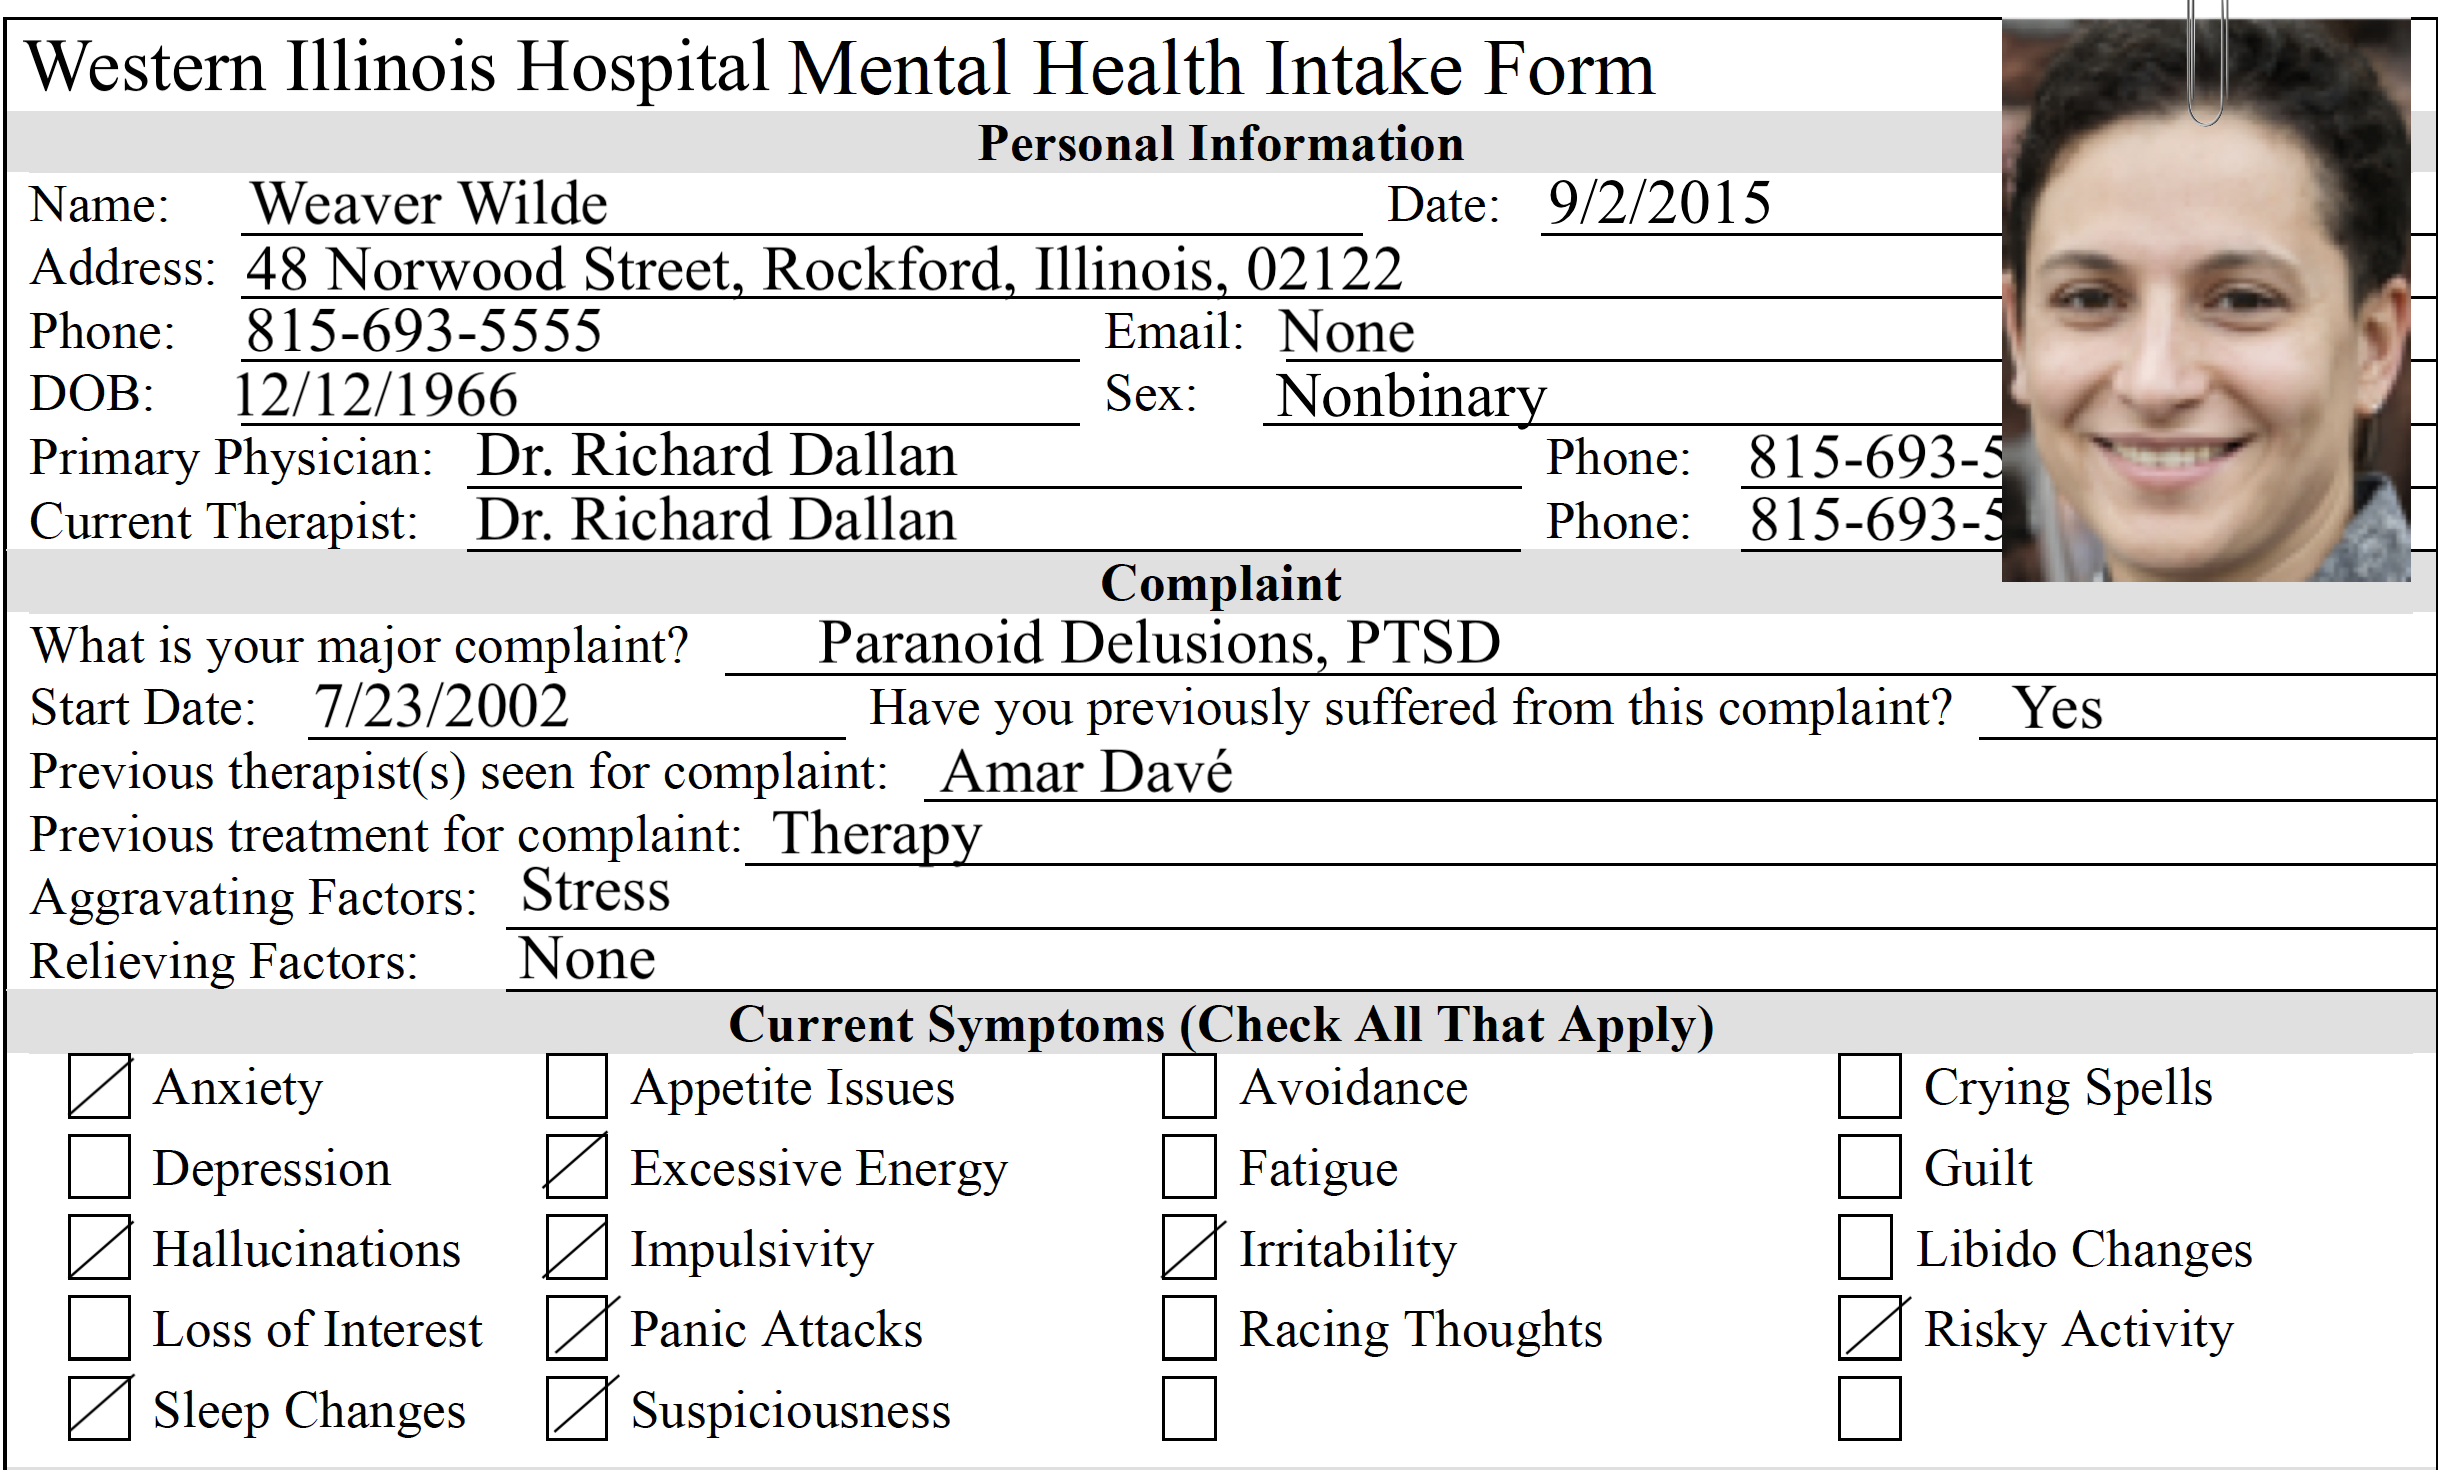 Western Illinois Hospital Mental Health Intake Form
Personal Information
Name: Weaver Wilde Date: 9/2/2015
Address: 48 Norwood Street, Rockford, Illinois, 02122
Phone: 815-693-5555 Email: None
DOB: 12/12/1966 Sex: Nonbinary
Primary Physician: Dr. Richard Dallan Phone: 815-693-5
Current Therapist: Dr. Richard Dallan Phone: 815-693-5
Complaint
What is your major complaint? Paranoid Delusions, PTSD
Start Date: 7/23/2002 Have you previously suffered from this complaint? Yes
Previous therapist(s) seen for complaint: Amar Davé
Previous treatment for complaint: Therapy
Aggravating Factors: Stress
Relieving Factors: None
Current Symptoms (Check All That Apply)
Anxiety Appetite Issues Avoidance Crying Spells
Depression Excessive Energy Fatigue Guilt
Hallucinations Impulsivity Irritability Libido Changes
Loss of Interest Panic Attacks Racing Thoughts Risky Activity
Sleep Changes Suspiciousness